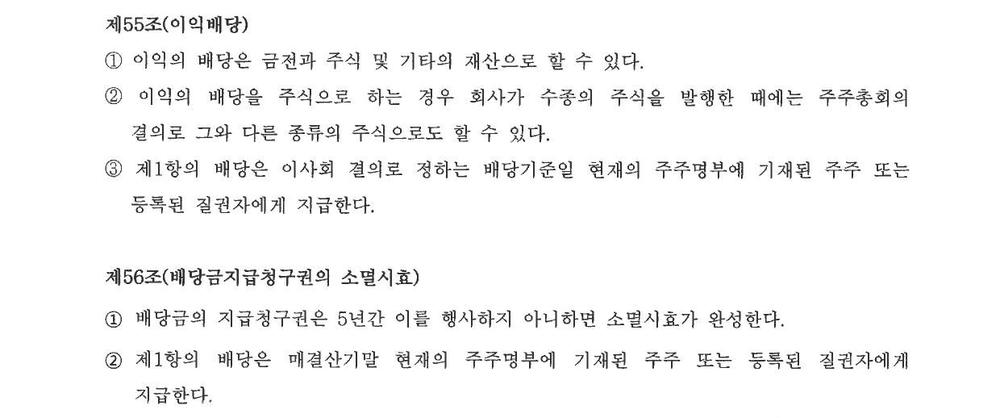 제55조(이익배당)
① 이익의 배당은 금전과 주식 및 기타의 재산으로 할 수 있다.
② 이익의 배당을 주식으로 하는 경우 회사가 수종의 주식을 발행한 때에는 주주총회의
결의로 그와 다른 종류의 주식으로도 할 수 있다.
③ 제1항의 배당은 이사회 결의로 정하는 배당기준일 현재의 주주명부에 기재된 주주 또는
등록된 질권자에게 지급한다.
제56조(배당금지급청구권의 소멸시효)
① 배당금의 지급청구권은 5년간 이를 행사하지 아니하면 소멸시효가 완성한다.
② 제1항의 배당은 매결산기말 현재의 주주명부에 기재된 주주 또는 등록된 질권자에게
지급한다.